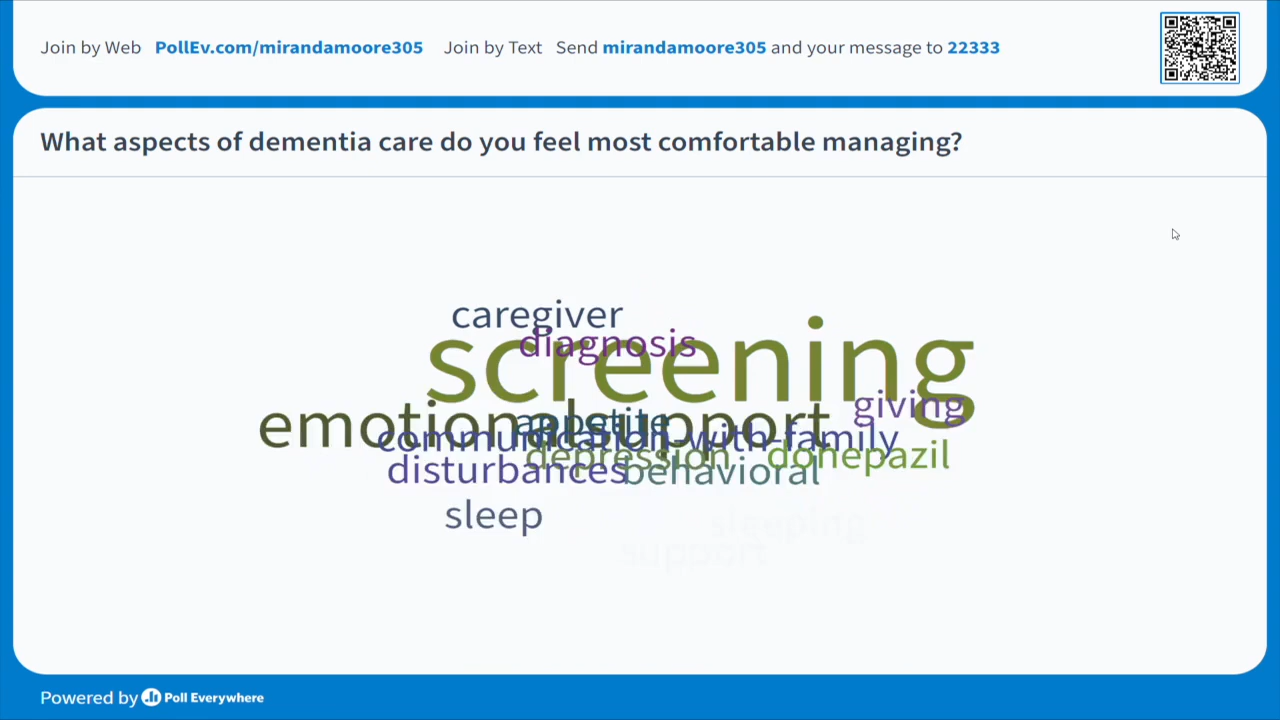 Join by Web PollEv.com/mirandamoore305 Join by Text Send mirandamoore305 and your message to 22333
What aspects of dementia care do you feel most comfortable managing?
caregiver
diagnosis
screening
giving
emotional support
appetite
communication-with-family
depression
donepazil
disturbances
behavioral
sleep
sleeping
support
Powered by Poll Everywhere